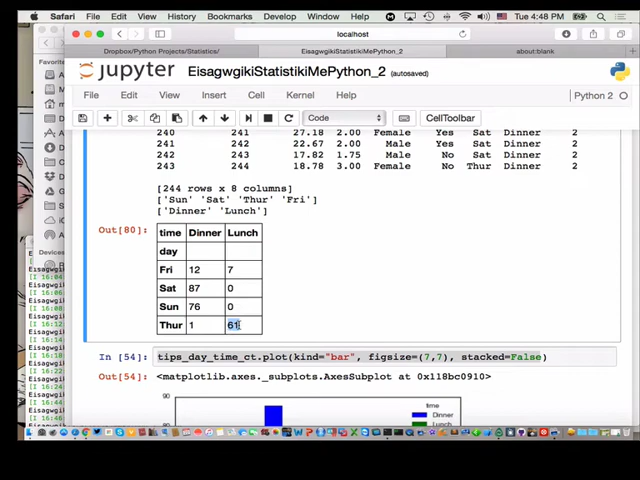 Safari File Edit View History Bookmarks Develop Window Help Tue 4:48 PM
localhost
Dropbox/Python Projects/Statistics/ EisagwgikiStatistikiMePython_2 about:blank
Favorites
jupyter EisagwgikiStatistikiMePython_2 (autosaved)
File Edit View Insert Cell Kernel Help Python 2
Code CellToolbar
240 241 27.18 2.00 Female Yes Sat Dinner 2
241 242 22.67 2.00 Male Yes Sat Dinner 2
242 243 17.82 1.75 Male No Sat Dinner 2
243 244 18.78 3.00 Female No Thur Dinner 2
[244 rows x 8 columns]
['Sun' 'Sat' 'Thur' 'Fri']
['Dinner' 'Lunch']
Out[80]: time Dinner Lunch
day
Fri 12 7
Sat 87 0
Sun 76 0
Thur 1 61
In [54]: tips_day_time_ct.plot(kind="bar", figsize=(7,7), stacked=False)
Out[54]: <matplotlib.axes._subplots.AxesSubplot at 0x118bc0910>
90
time
Dinner
Lunch